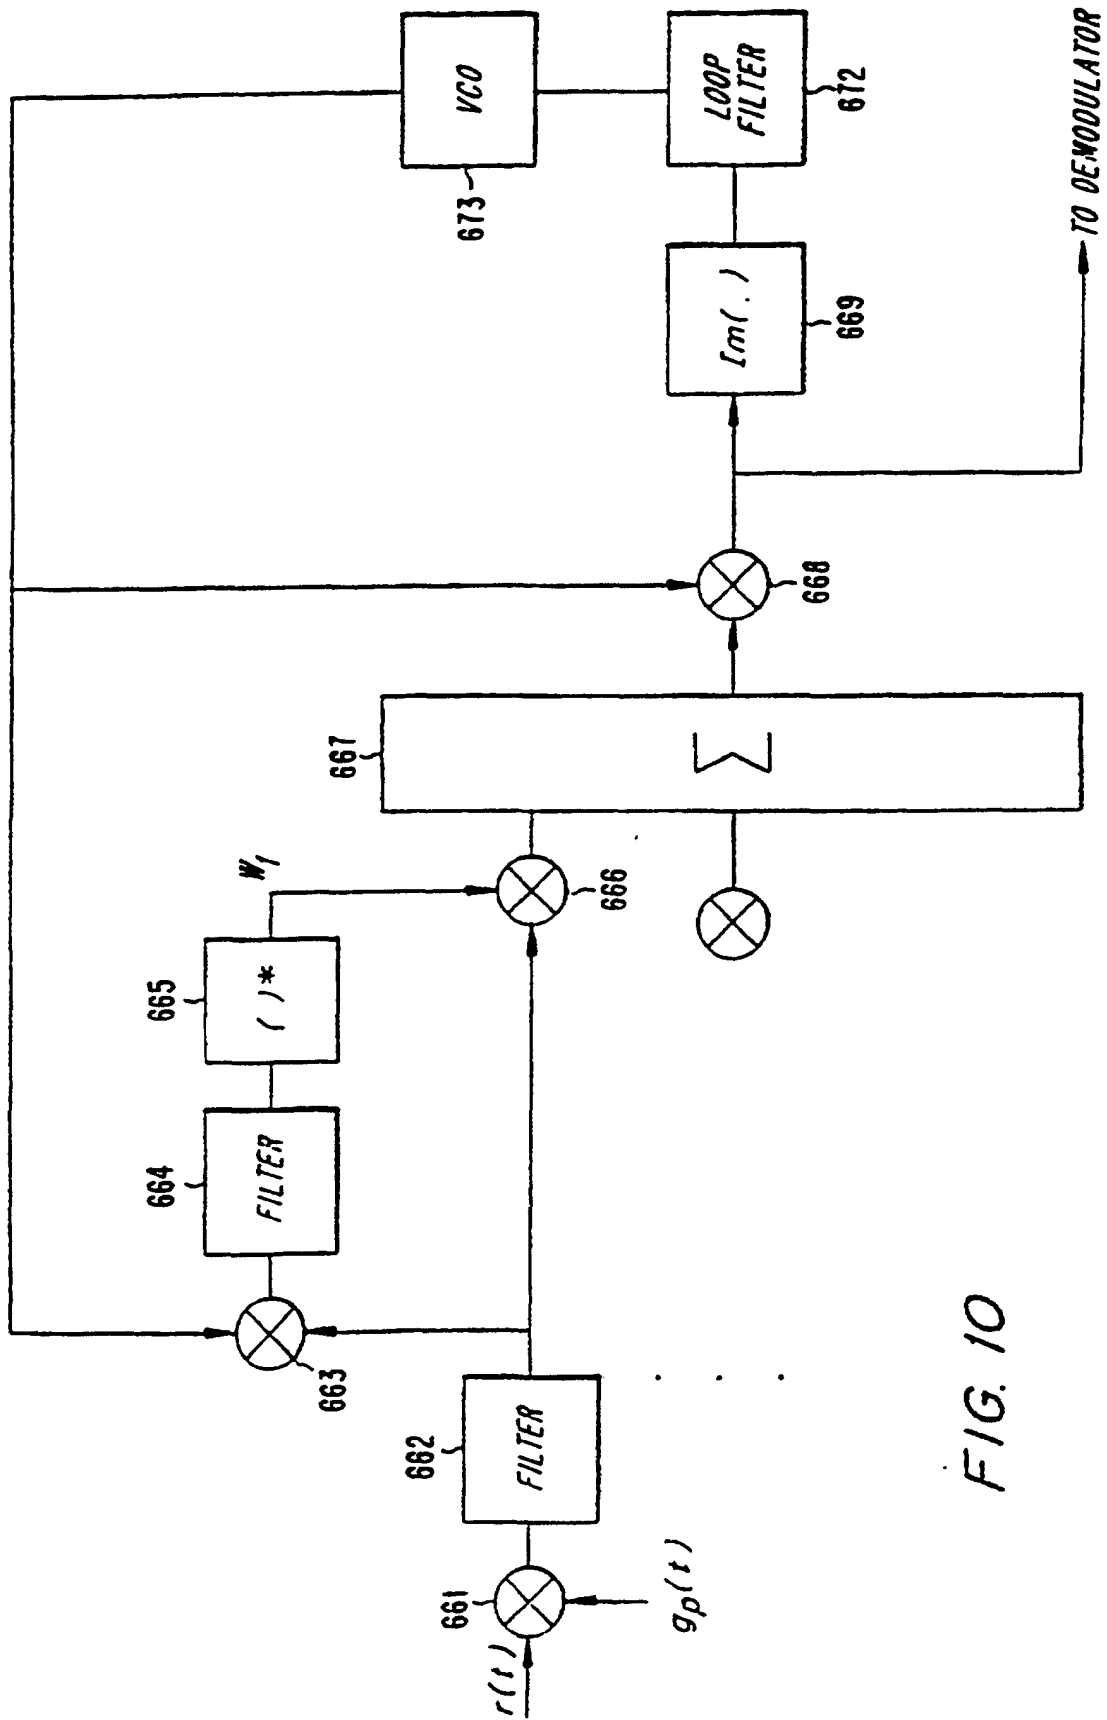 r(t)
661
g_p(t)
662
FILTER
663
664
FILTER
665
( )*
W₁
666
667
Σ
668
Im(.)
669
LOOP
FILTER
672
VCO
673
TO DEMODULATOR
FIG. 10